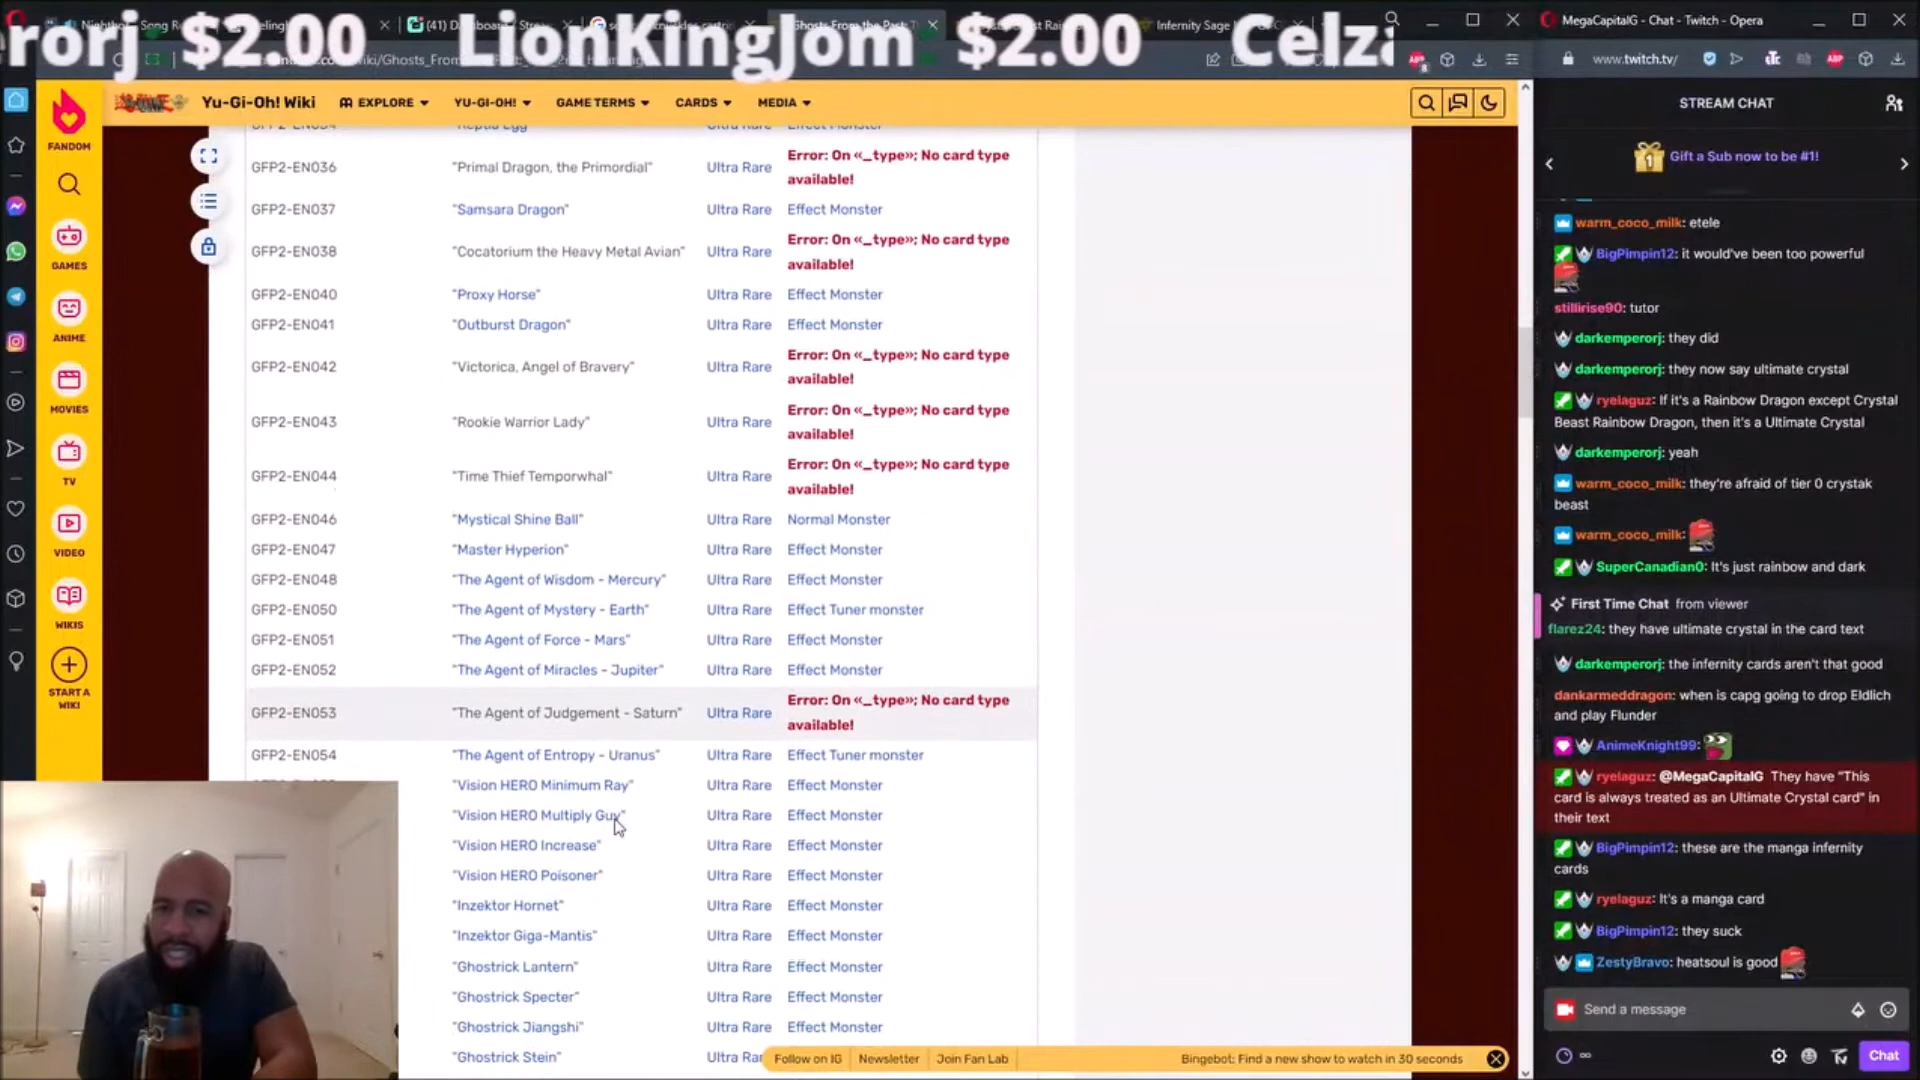 rorj $2.00 LionKingJom $2.00 Celza
MegaCapitalG - Chat - Twitch - Opera
www.twitch.tv/
Yu-Gi-Oh! Wiki
EXPLORE
YU-GI-OH!
GAME TERMS
CARDS
MEDIA
FANDOM
GAMES
ANIME
MOVIES
TV
VIDEO
WIKIS
START A
WIKI
GFP2-EN036 "Primal Dragon, the Primordial" Ultra Rare Error: On «_type»; No card type
available!
GFP2-EN037 "Samsara Dragon" Ultra Rare Effect Monster
GFP2-EN038 "Cocatorium the Heavy Metal Avian" Ultra Rare Error: On «_type»; No card type
available!
GFP2-EN040 "Proxy Horse" Ultra Rare Effect Monster
GFP2-EN041 "Outburst Dragon" Ultra Rare Effect Monster
GFP2-EN042 "Victorica, Angel of Bravery" Ultra Rare Error: On «_type»; No card type
available!
GFP2-EN043 "Rookie Warrior Lady" Ultra Rare Error: On «_type»; No card type
available!
GFP2-EN044 "Time Thief Temporwhal" Ultra Rare Error: On «_type»; No card type
available!
GFP2-EN046 "Mystical Shine Ball" Ultra Rare Normal Monster
GFP2-EN047 "Master Hyperion" Ultra Rare Effect Monster
GFP2-EN048 "The Agent of Wisdom - Mercury" Ultra Rare Effect Monster
GFP2-EN050 "The Agent of Mystery - Earth" Ultra Rare Effect Tuner monster
GFP2-EN051 "The Agent of Force - Mars" Ultra Rare Effect Monster
GFP2-EN052 "The Agent of Miracles - Jupiter" Ultra Rare Effect Monster
GFP2-EN053 "The Agent of Judgement - Saturn" Ultra Rare Error: On «_type»; No card type
available!
GFP2-EN054 "The Agent of Entropy - Uranus" Ultra Rare Effect Tuner monster
"Vision HERO Minimum Ray" Ultra Rare Effect Monster
"Vision HERO Multiply Guy" Ultra Rare Effect Monster
"Vision HERO Increase" Ultra Rare Effect Monster
"Vision HERO Poisoner" Ultra Rare Effect Monster
"Inzektor Hornet" Ultra Rare Effect Monster
"Inzektor Giga-Mantis" Ultra Rare Effect Monster
"Ghostrick Lantern" Ultra Rare Effect Monster
"Ghostrick Specter" Ultra Rare Effect Monster
"Ghostrick Jiangshi" Ultra Rare Effect Monster
"Ghostrick Stein" Ultra Rar
Follow on IG
Newsletter
Join Fan Lab
Bingebot: Find a new show to watch in 30 seconds
STREAM CHAT
1
Gift a Sub now to be #1!
warm_coco_milk: etele
BigPimpin12: it would've been too powerful
stillirise90: tutor
darkemperorj: they did
darkemperorj: they now say ultimate crystal
ryelaguz: If it's a Rainbow Dragon except Crystal
Beast Rainbow Dragon, then it's a Ultimate Crystal
darkemperorj: yeah
warm_coco_milk: they're afraid of tier 0 crystak
beast
warm_coco_milk:
SuperCanadian0: It's just rainbow and dark
First Time Chat from viewer
flarez24: they have ultimate crystal in the card text
darkemperorj: the infernity cards aren't that good
dankarmeddragon: when is capg going to drop Eldlich
and play Flunder
AnimeKnight99:
ryelaguz: @MegaCapitalG They have "This
card is always treated as an Ultimate Crystal card" in
their text
BigPimpin12: these are the manga infernity
cards
ryelaguz: It's a manga card
BigPimpin12: they suck
ZestyBravo: heatsoul is good
Send a message
Chat